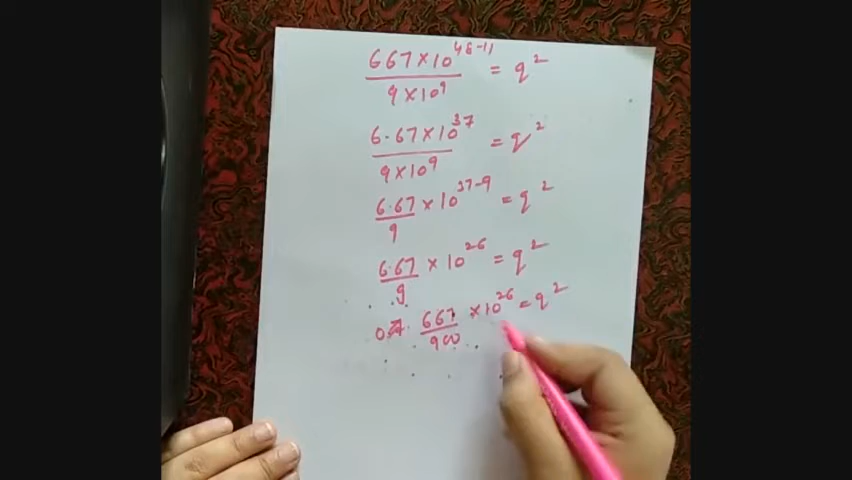 667×10^48-11 / 9×10^9 = q^2
6.67×10^37 / 9×10^9 = q^2
6.67/9 × 10^37-9 = q^2
6.67/9 × 10^26 = q^2
667/900 ×10^26 = q^2